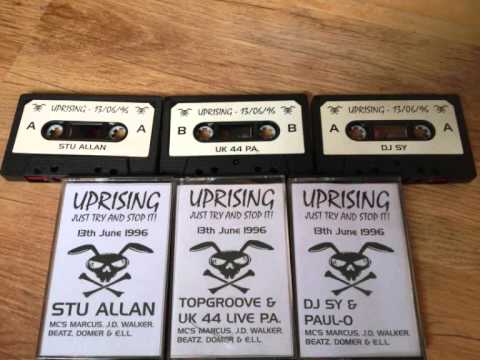 UPRISING - 13/06/96
A A
STU ALLAN
UPRISING - 13/06/96
B B
UK 44 P.A.
UPRISING - 13/06/96
A A
DJ SY
UPRISING
JUST TRY AND STOP IT!
13th June 1996
STU ALLAN
MC'S MARCUS, J.D. WALKER,
BEATZ, DOMER & E.L.L.
UPRISING
JUST TRY AND STOP IT!
13th June 1996
TOPGROOVE &
UK 44 LIVE P.A.
MC'S MARCUS, J.D. WALKER,
BEATZ, DOMER & E.L.L.
UPRISING
JUST TRY AND STOP IT!
13th June 1996
DJ SY &
PAUL-O
MC'S MARCUS, J.D. WALKER,
BEATZ, DOMER & E.L.L.